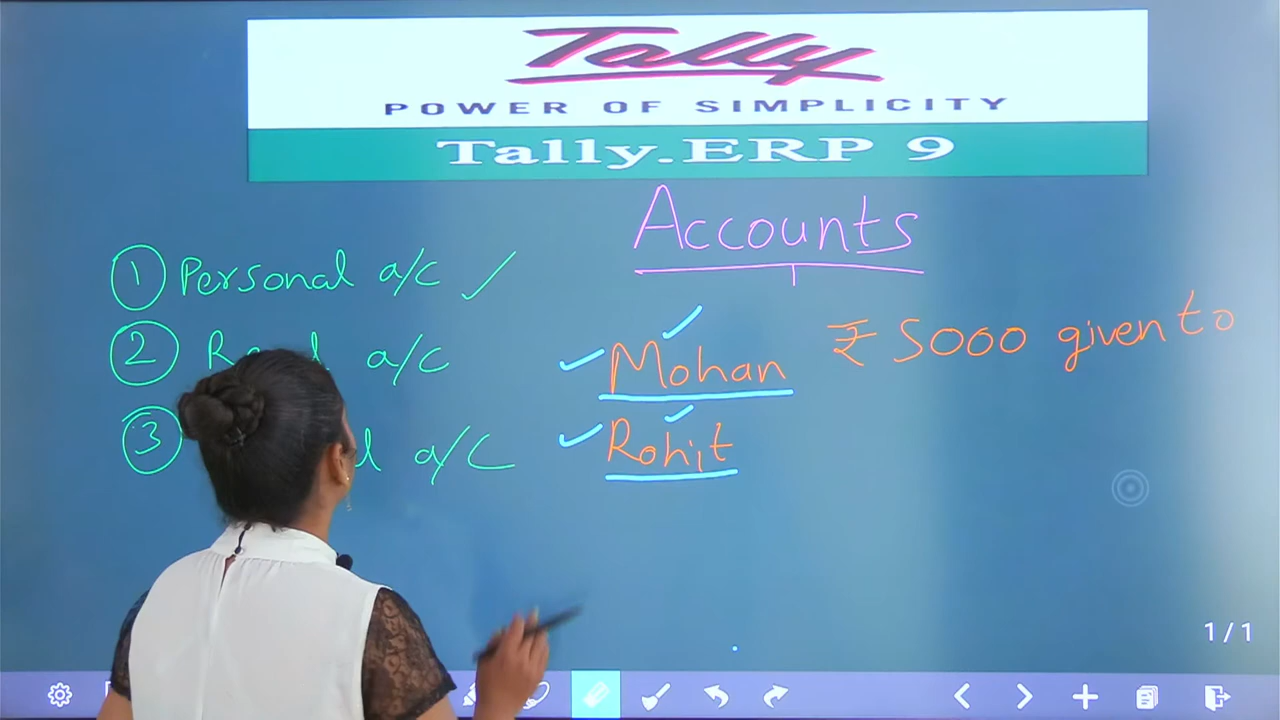 Tally
POWER OF SIMPLICITY
Tally.ERP 9
Accounts
① Personal a/c ✓
② a/c
③ a/c
Mohan
Rohit
₹ 5000 given to
1/1